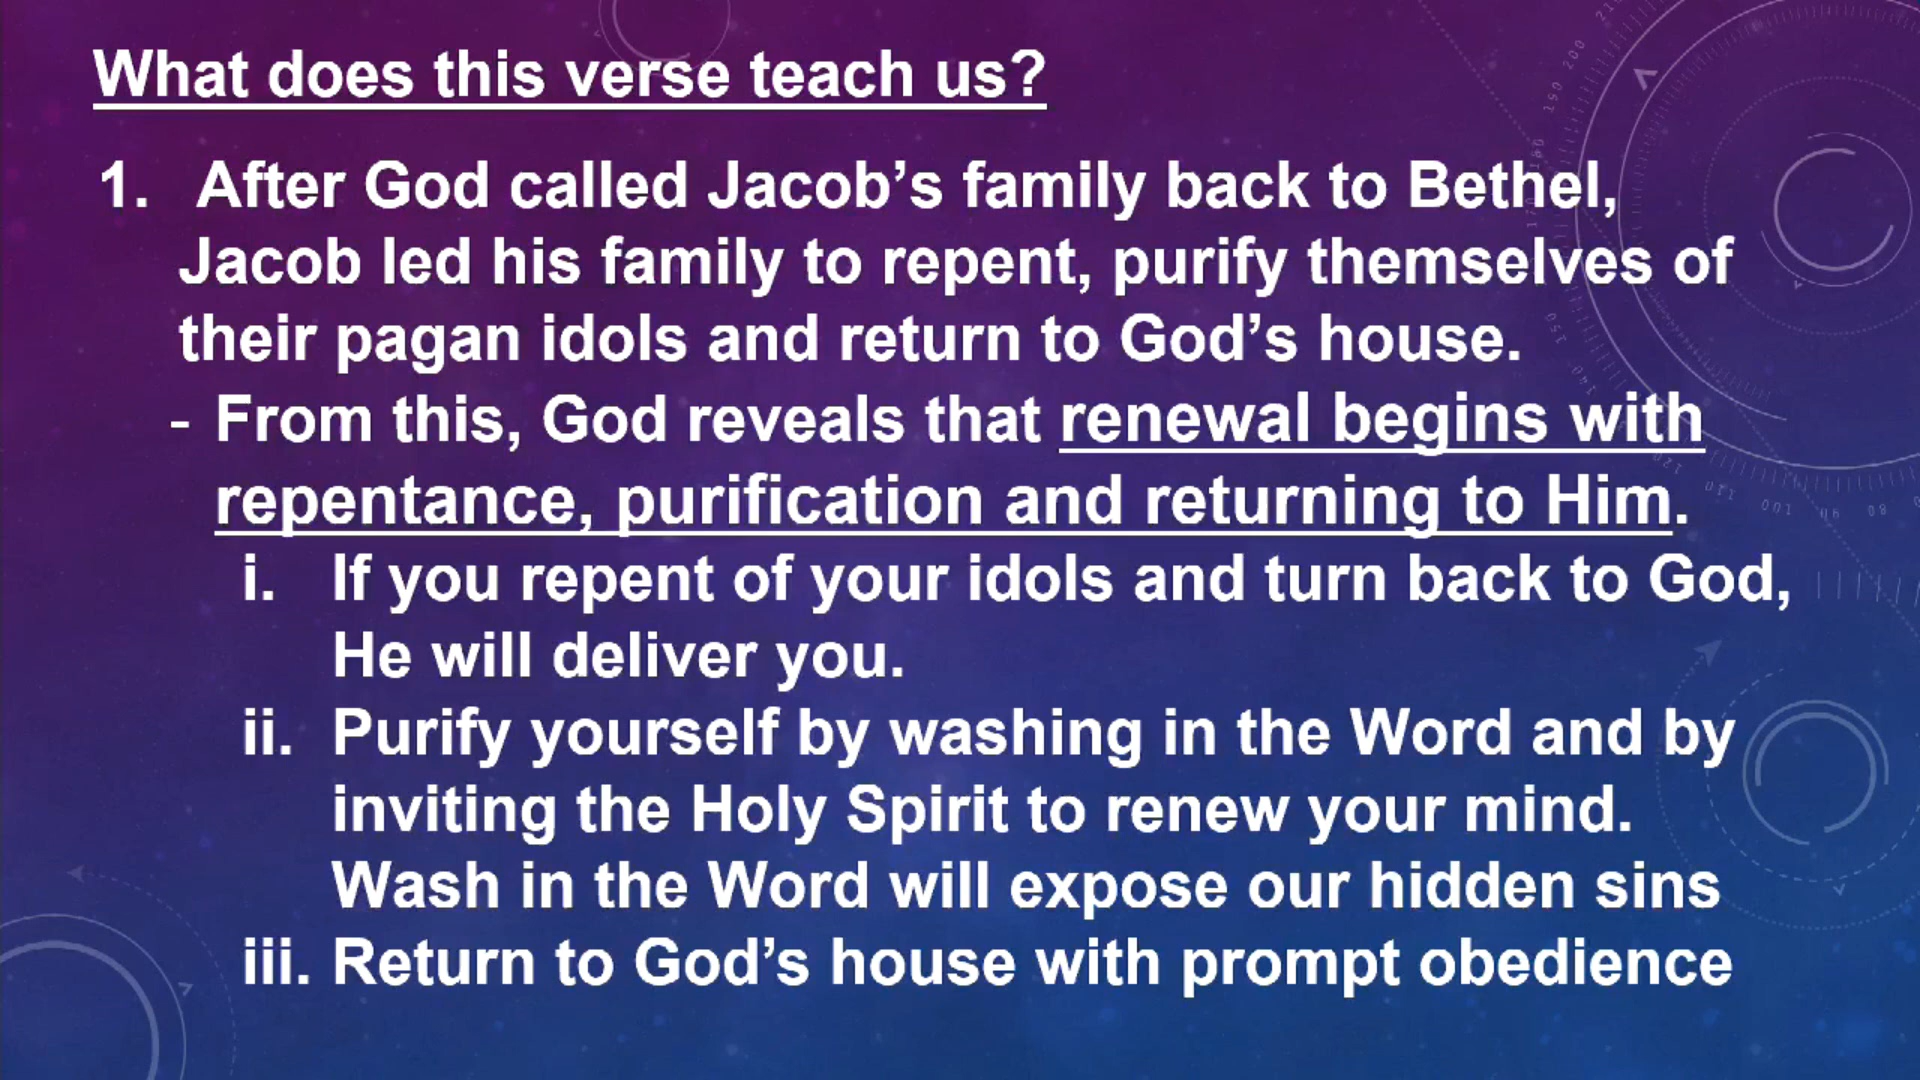 What does this verse teach us?
1. After God called Jacob’s family back to Bethel,
Jacob led his family to repent, purify themselves of
their pagan idols and return to God’s house.
- From this, God reveals that renewal begins with
repentance, purification and returning to Him.
i. If you repent of your idols and turn back to God,
He will deliver you.
ii. Purify yourself by washing in the Word and by
inviting the Holy Spirit to renew your mind.
Wash in the Word will expose our hidden sins
iii. Return to God’s house with prompt obedience